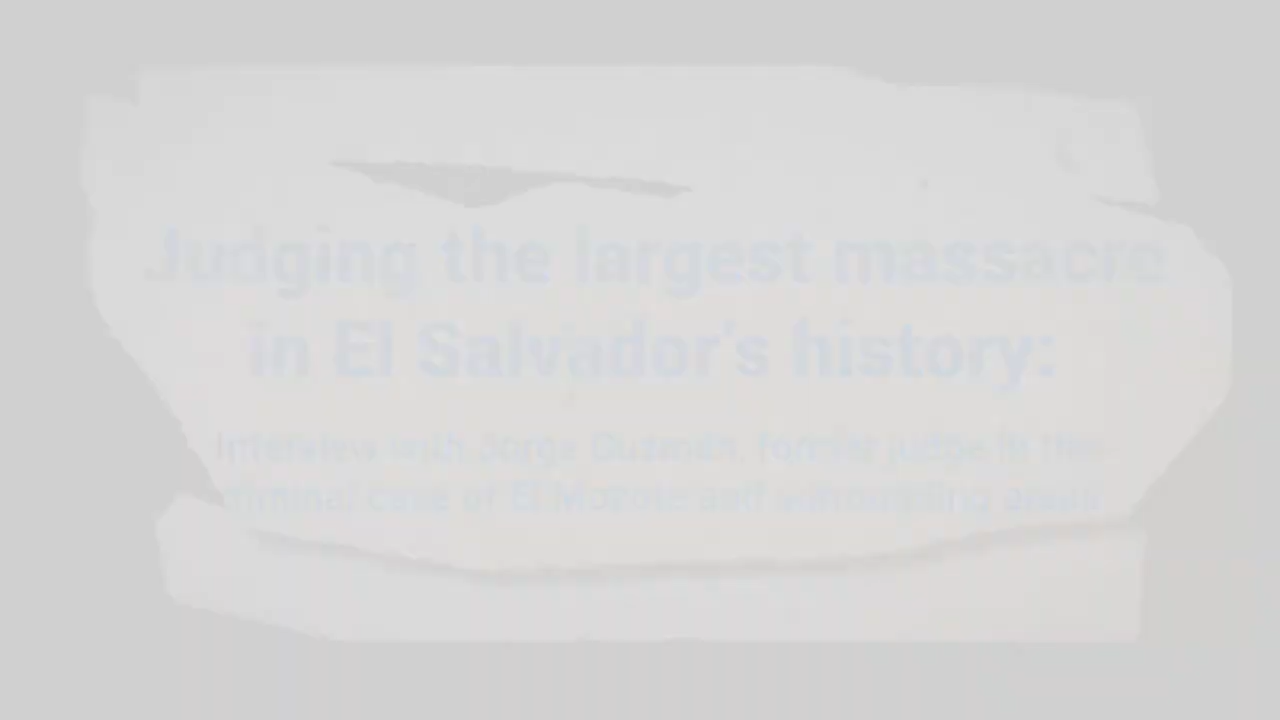 Judging the largest massacre
in El Salvador's history:
Interview with Jorge Guzmán, former judge in the
criminal case of El Mozote and surrounding areas